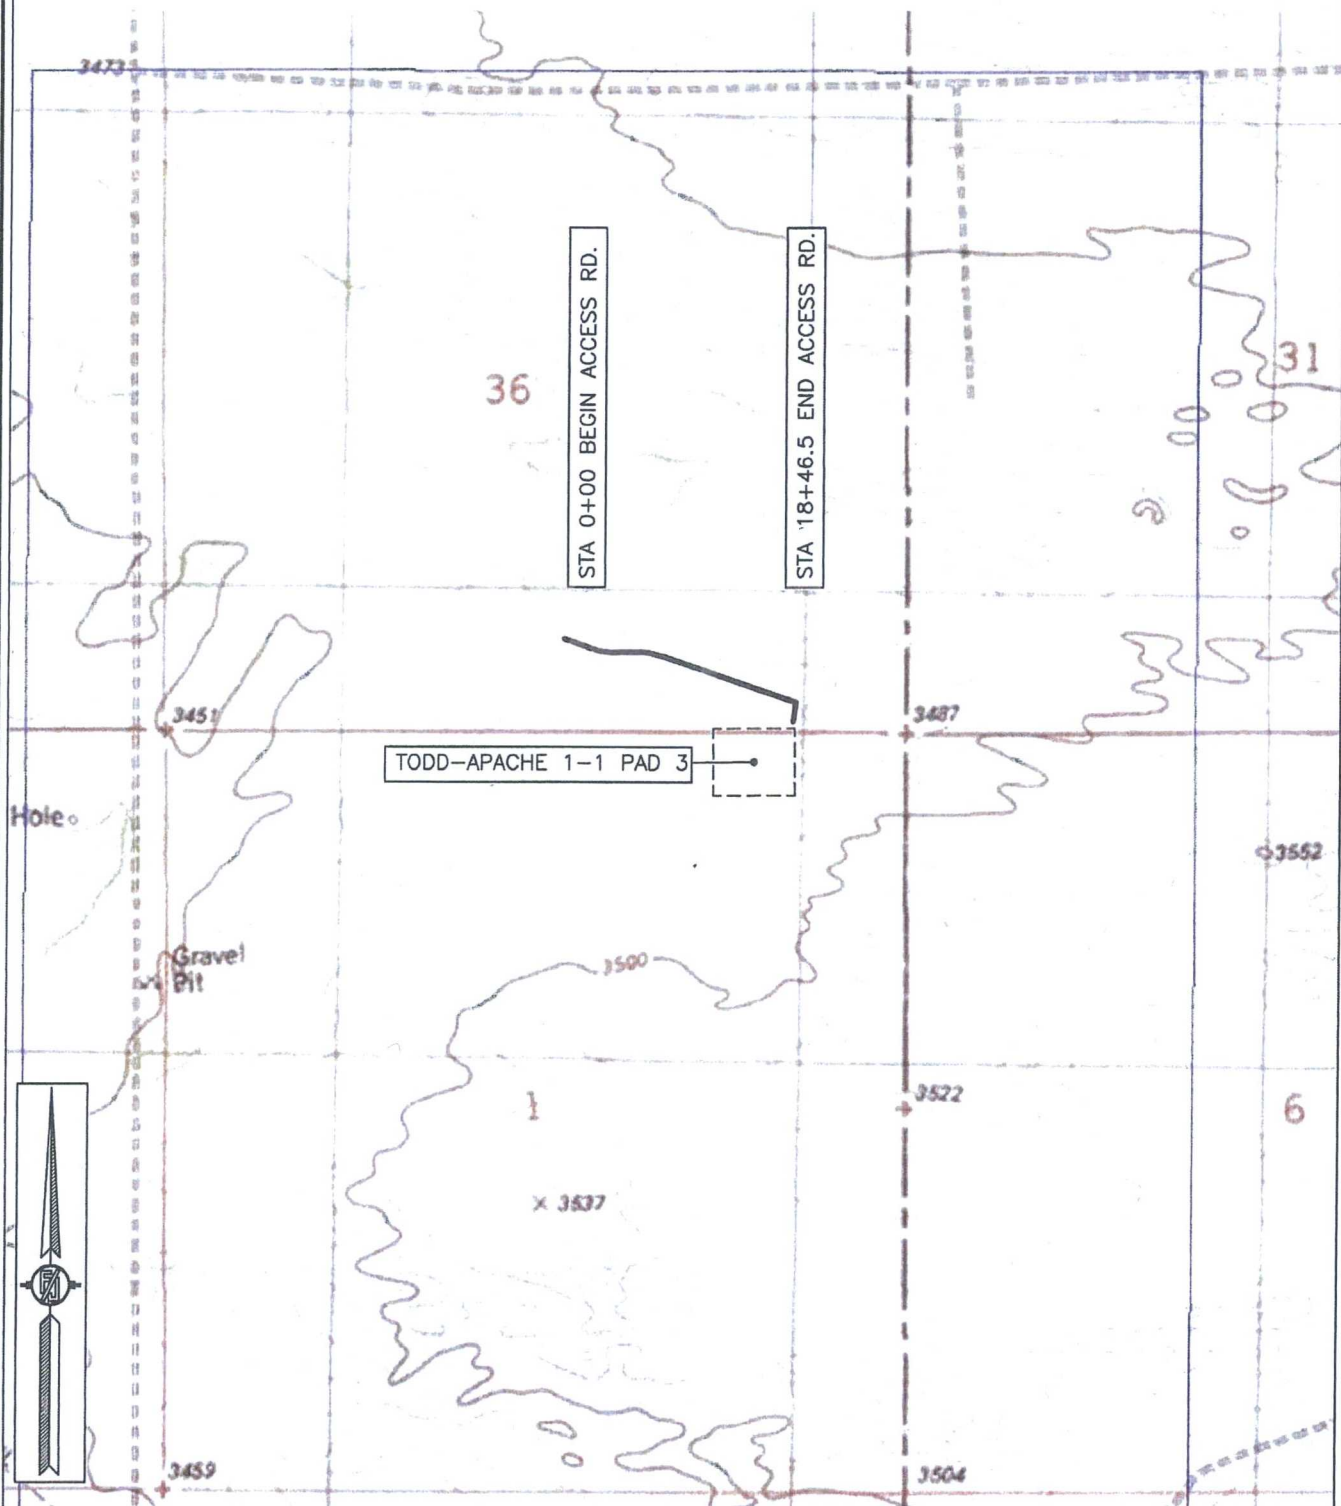 3473
STA 0+00 BEGIN ACCESS RD.
STA 18+46.5 END ACCESS RD.
36
31
3451
3487
TODD-APACHE 1-1 PAD 3
Hole
3552
Gravel
Pit
3500
1
3522
6
3537
3459
3504